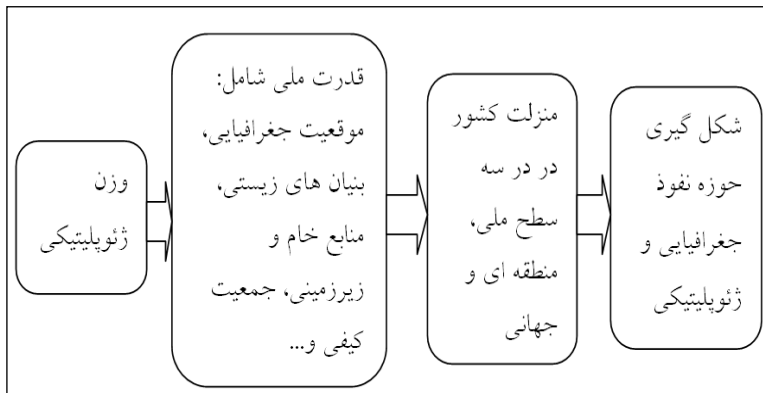 وزن
ژئوپلیتیکی
قدرت ملی شامل:
موقعیت جغرافیایی،
بنیان های زیستی،
منابع خام و
زیرزمینی، جمعیت
کیفی و...
منزلت کشور
در در سه
سطح ملی،
منطقه ای و
جهانی
شکل گیری
حوزه نفوذ
جغرافیایی و
ژئوپلیتیکی